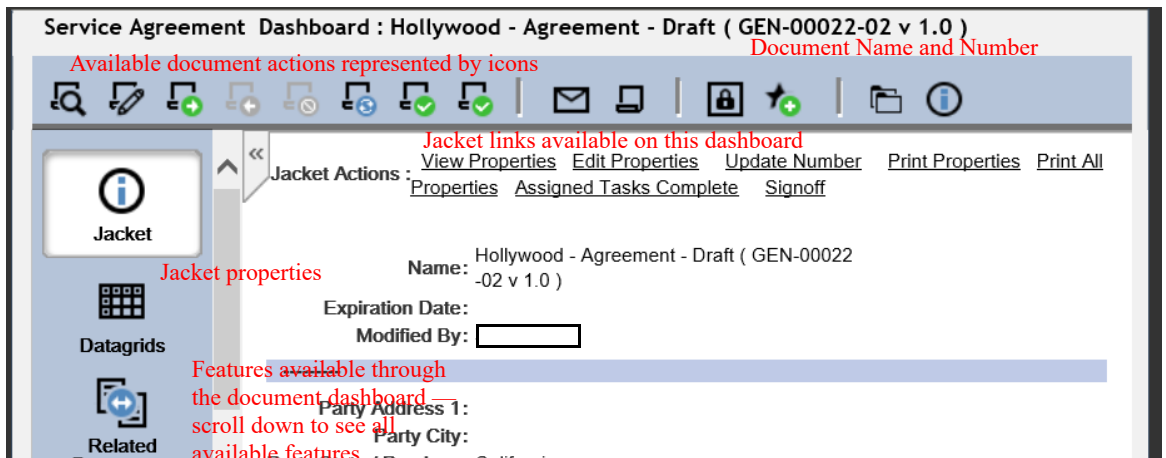 Service Agreement Dashboard : Hollywood - Agreement - Draft ( GEN-00022-02 v 1.0 )
Document Name and Number
Available document actions represented by icons
Jacket links available on this dashboard
Jacket Actions : View Properties Edit Properties Update Number Print Properties Print All
Properties Assigned Tasks Complete Signoff
Jacket
Jacket properties
Name: Hollywood - Agreement - Draft ( GEN-00022
-02 v 1.0 )
Expiration Date:
Modified By:
Datagrids
Features available through
the document dashboard —
scroll down to see all
available features
Party Address 1:
Party City:
Related